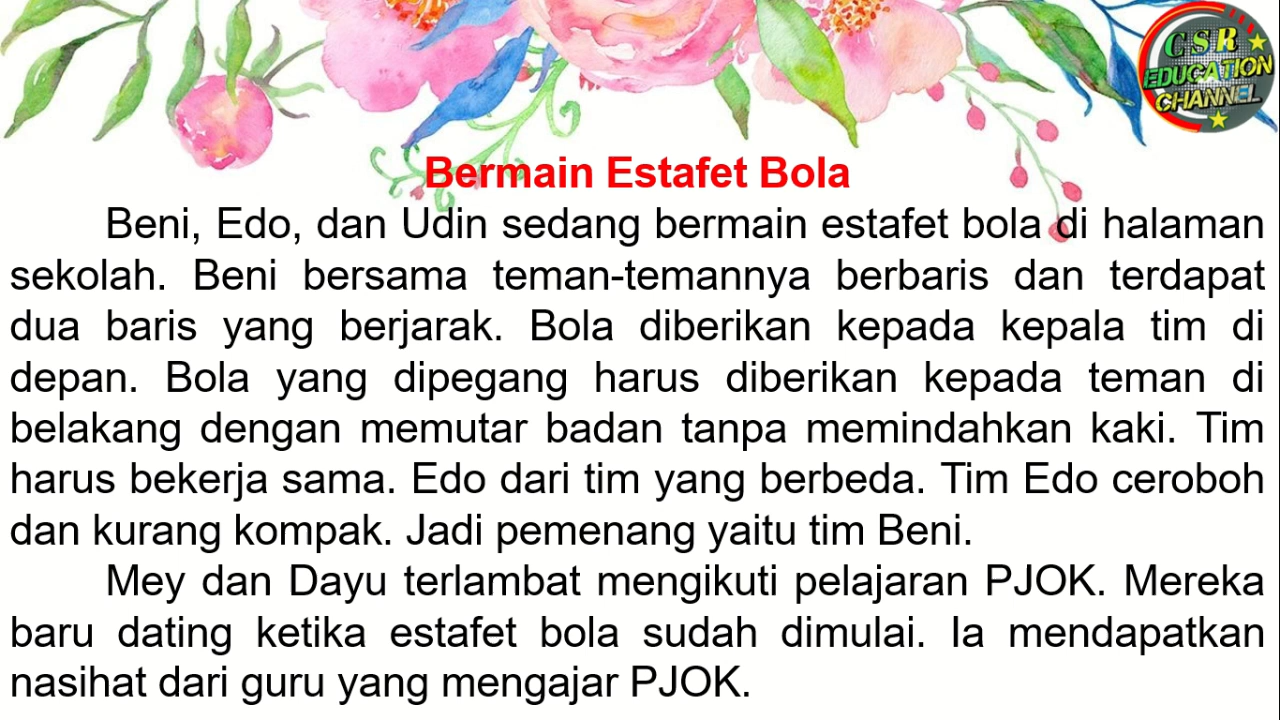 CSR
EDUCATION
CHANNEL
Bermain Estafet Bola
Beni, Edo, dan Udin sedang bermain estafet bola di halaman
sekolah. Beni bersama teman-temannya berbaris dan terdapat
dua baris yang berjarak. Bola diberikan kepada kepala tim di
depan. Bola yang dipegang harus diberikan kepada teman di
belakang dengan memutar badan tanpa memindahkan kaki. Tim
harus bekerja sama. Edo dari tim yang berbeda. Tim Edo ceroboh
dan kurang kompak. Jadi pemenang yaitu tim Beni.
Mey dan Dayu terlambat mengikuti pelajaran PJOK. Mereka
baru dating ketika estafet bola sudah dimulai. Ia mendapatkan
nasihat dari guru yang mengajar PJOK.